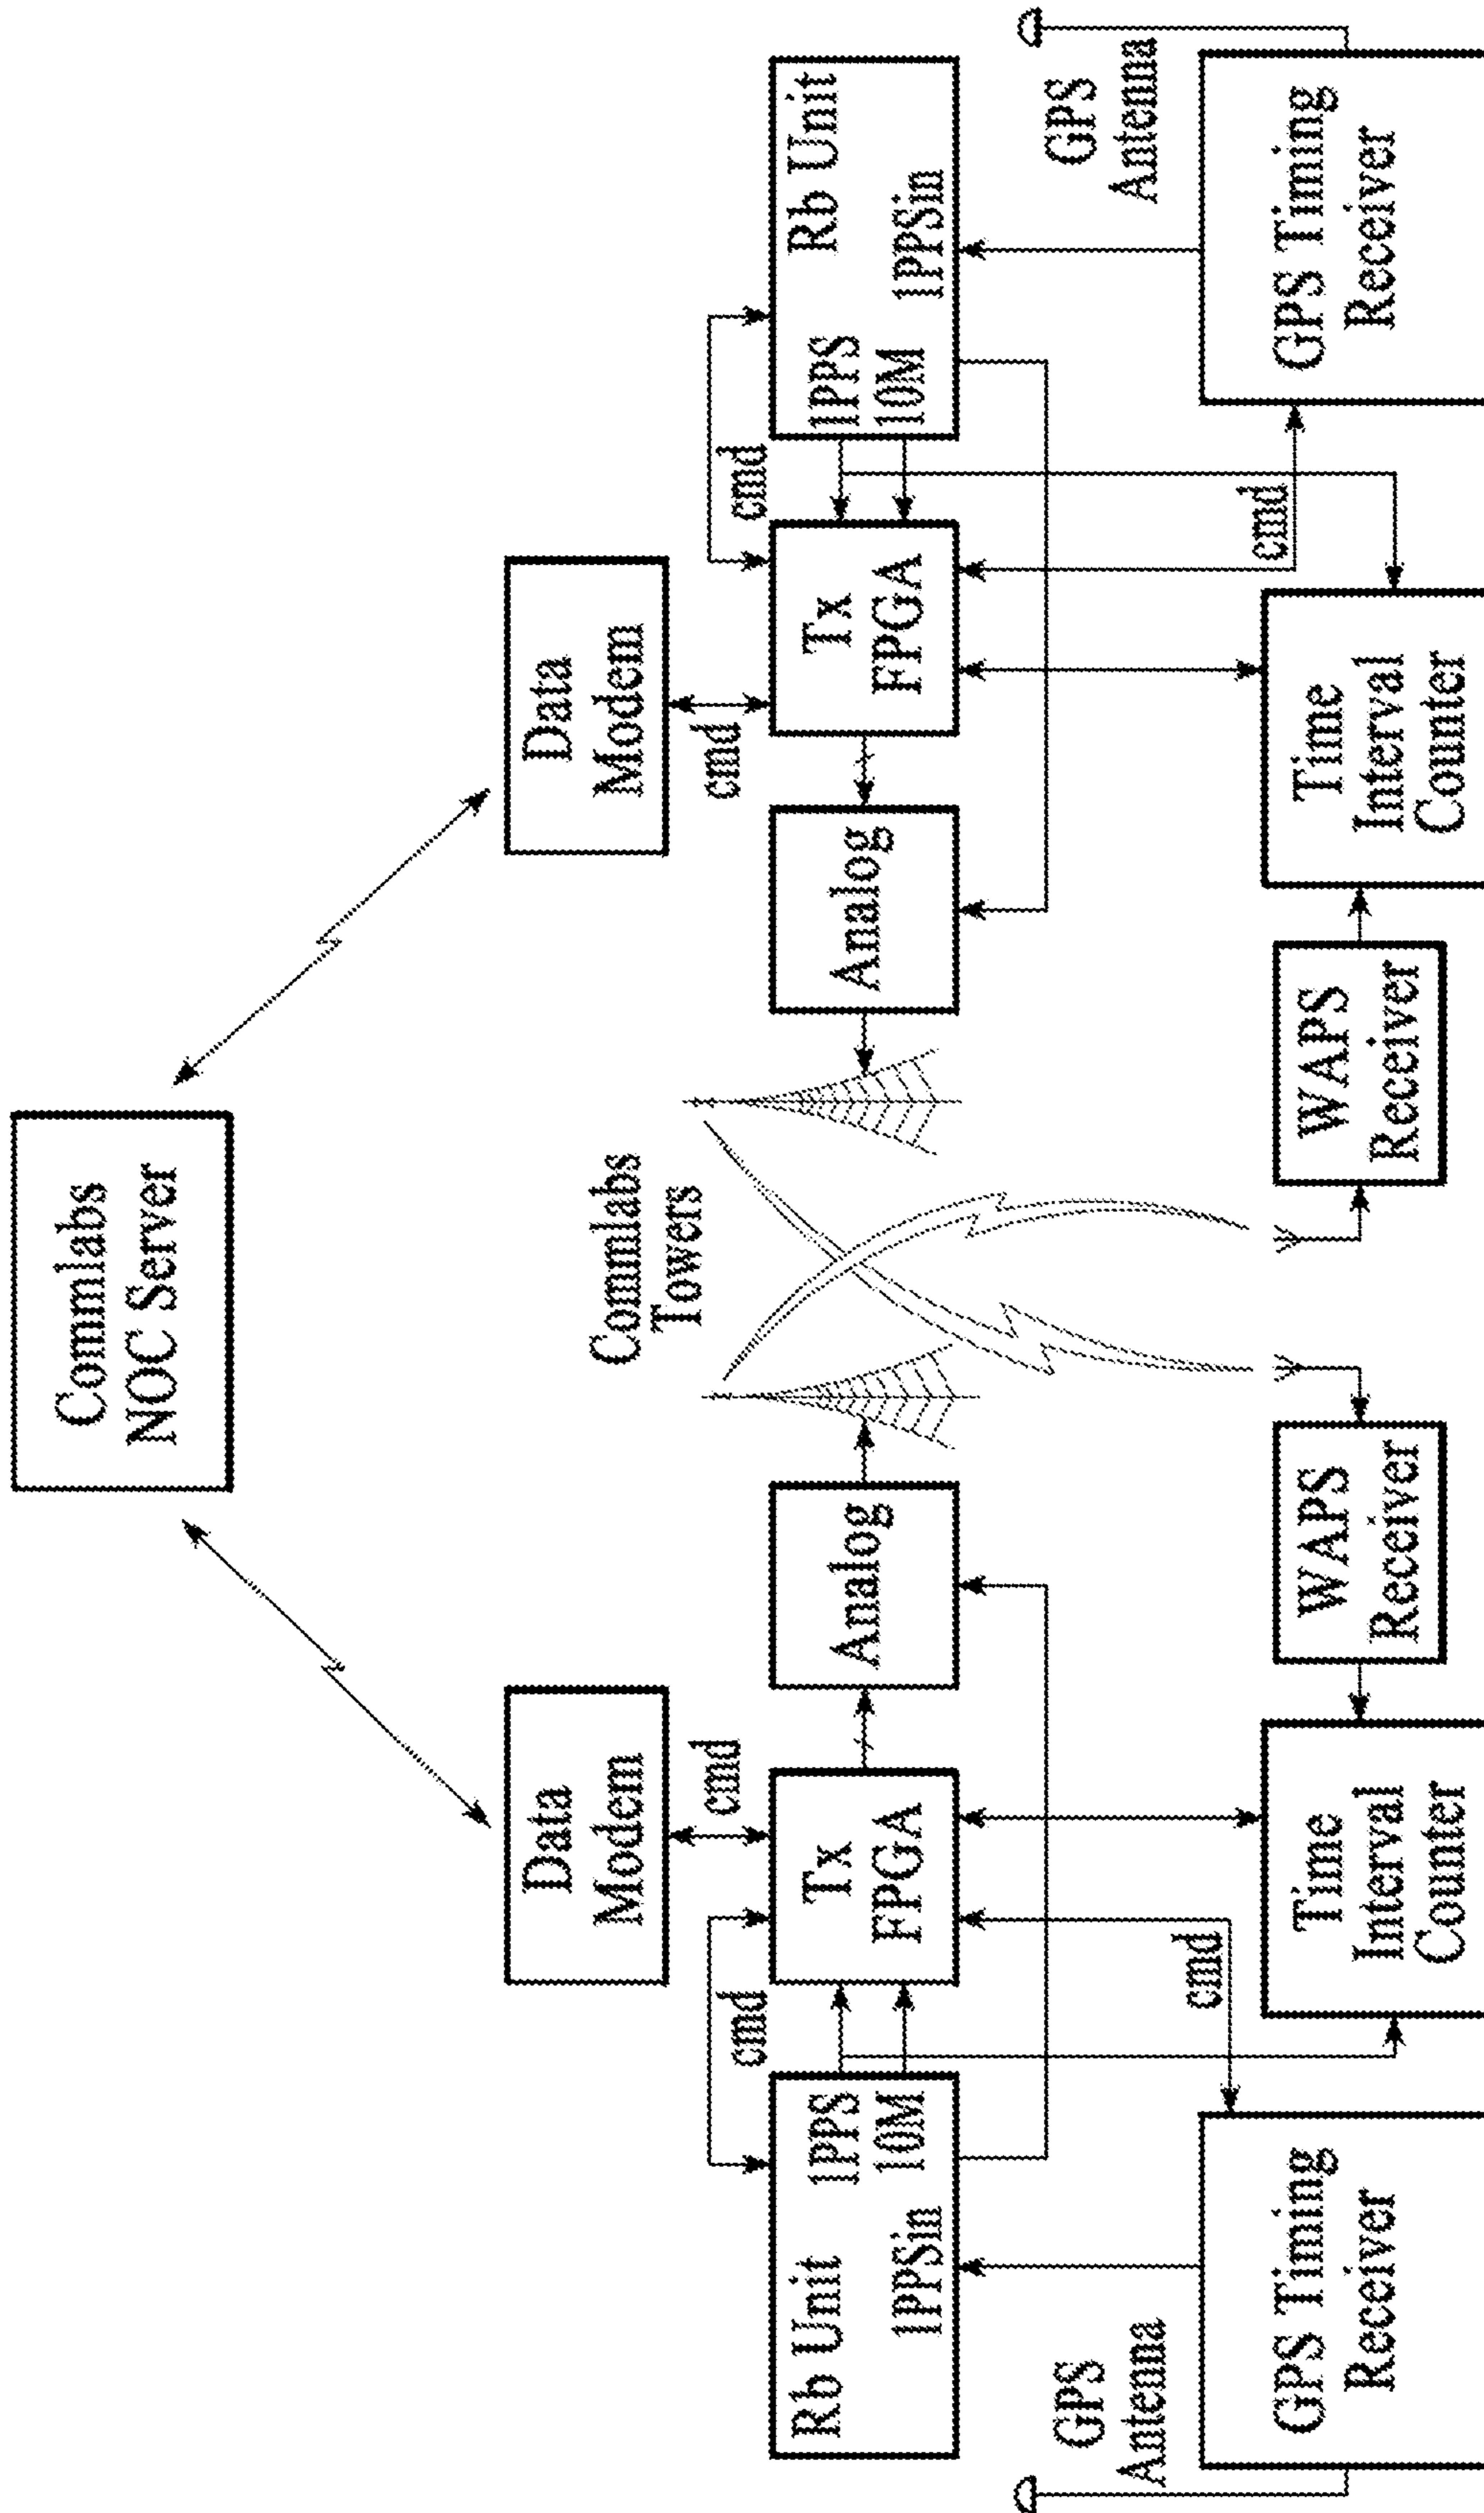 Commlabs
NOC Server
Data
Modem
Data
Modem
cmd
cmd
cmd
cmd
Commlabs
Towers
Rb Unit
1PPS
10M
1PPSin
Tx
FPGA
Analog
Analog
Tx
FPGA
Rb Unit
1PPS
10M
1PPSin
GPS
Antenna
cmd
cmd
GPS
Antenna
GPS Timing
Receiver
Time
Interval
Counter
WAPS
Receiver
WAPS
Receiver
Time
Interval
Counter
GPS Timing
Receiver